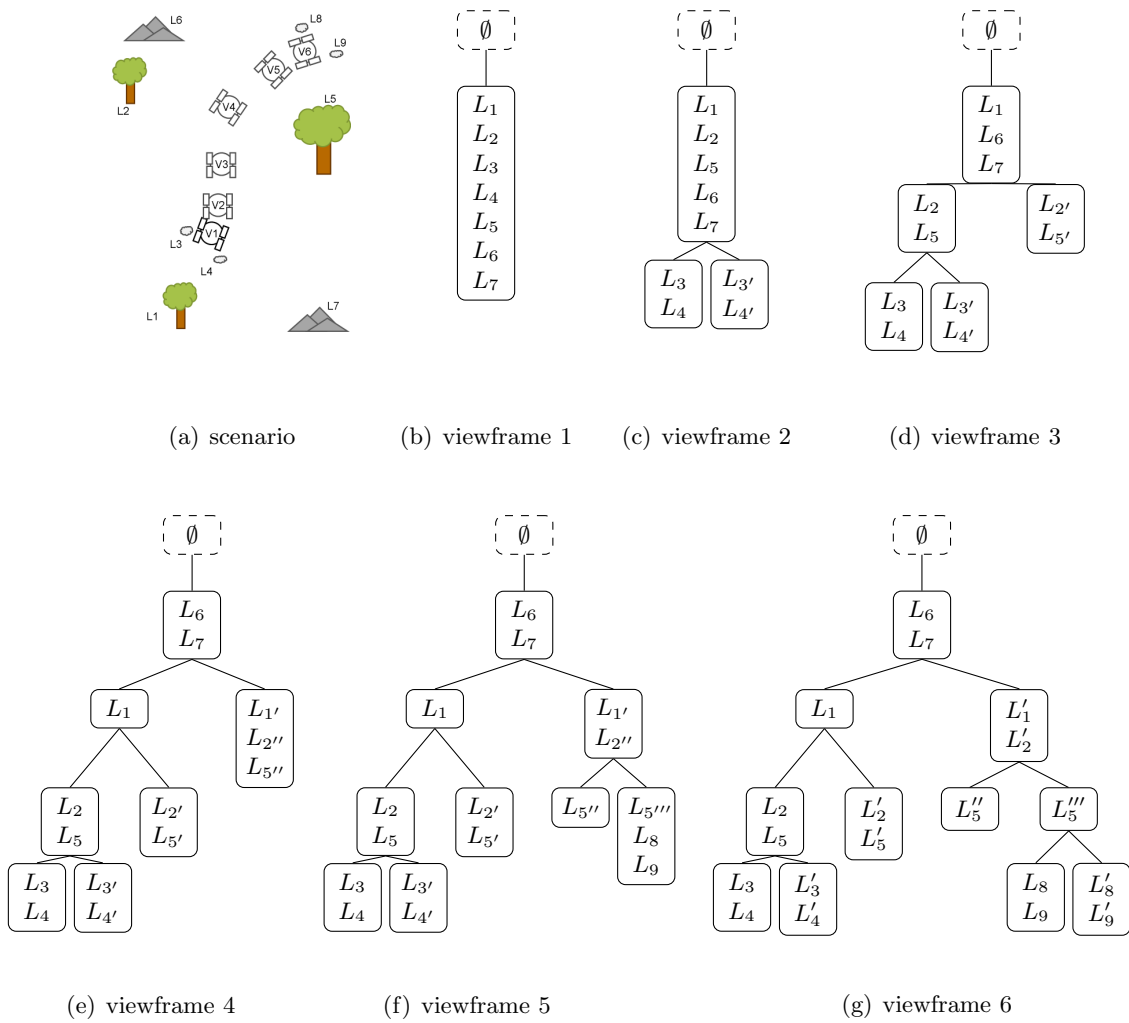 L6
L8
L9
V6
V5
L2
V4
L5
V3
V2
V1
L3
L4
L1
L7
∅
L₁
L₂
L₃
L₄
L₅
L₆
L₇
∅
L₁
L₂
L₅
L₆
L₇
L₃ L₃′
L₄ L₄′
∅
L₁
L₆
L₇
L₂ L₂′
L₅ L₅′
L₃ L₃′
L₄ L₄′
(a) scenario
(b) viewframe 1
(c) viewframe 2
(d) viewframe 3
∅
L₆
L₇
L₁ L₁′
L₂″
L₅″
L₂ L₂′
L₅ L₅′
L₃ L₃′
L₄ L₄′
∅
L₆
L₇
L₁ L₁′
L₂″
L₂ L₂′ L₅″ L₅‴
L₅ L₅′ L₈
L₉
L₃ L₃′
L₄ L₄′
∅
L₆
L₇
L₁ L′₁
L′₂
L₂ L′₂ L″₅ L‴₅
L₅ L′₅
L₃ L′₃ L₈ L′₈
L₄ L′₄ L₉ L′₉
(e) viewframe 4
(f) viewframe 5
(g) viewframe 6